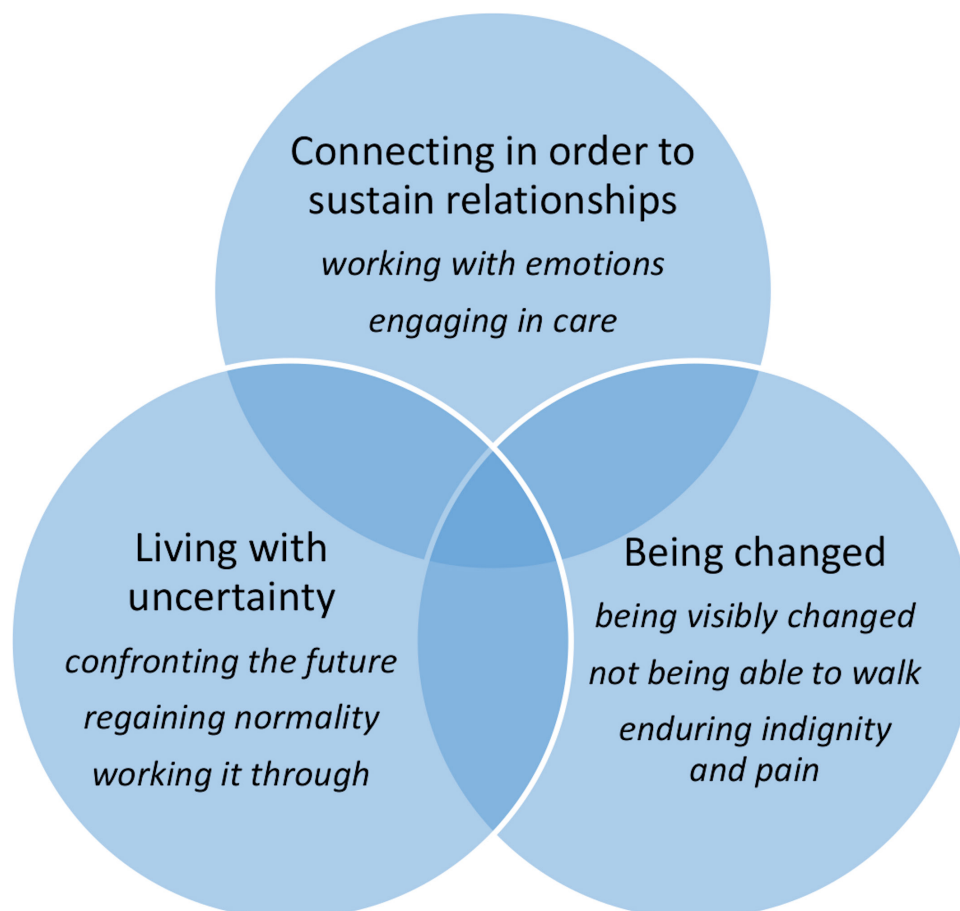 Connecting in order to
sustain relationships
working with emotions
engaging in care
Living with
uncertainty
confronting the future
regaining normality
working it through
Being changed
being visibly changed
not being able to walk
enduring indignity
and pain